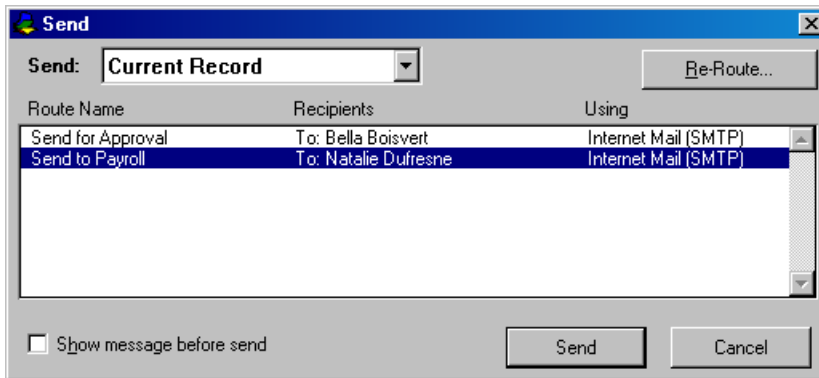 Send
Send: Current Record Re-Route...
Route Name Recipients Using
Send for Approval To: Bella Boisvert Internet Mail (SMTP)
Send to Payroll To: Natalie Dufresne Internet Mail (SMTP)
Show message before send Send Cancel